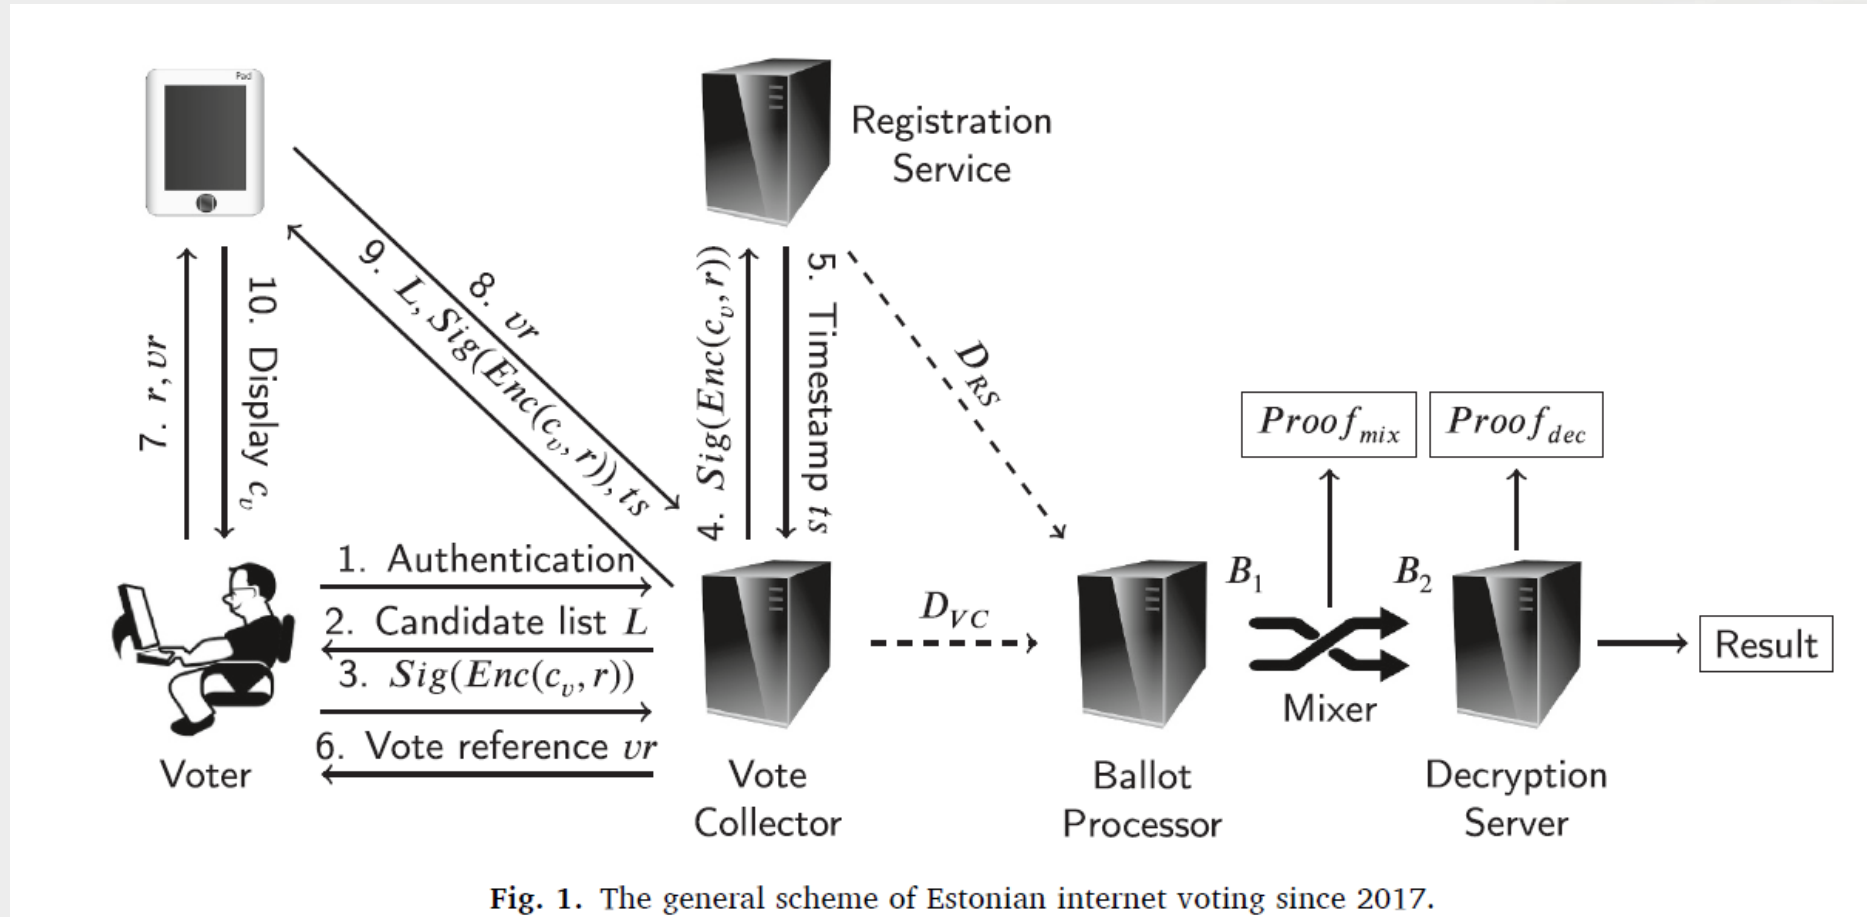 Pad
Registration
Service
7. r, vr
10. Display c_v
8. vr
9. L, Sig(Enc(c_v, r)), ts
4. Sig(Enc(c_v, r))
5. Timestamp ts
D_RS
Proof_mix
Proof_dec
1. Authentication
2. Candidate list L
3. Sig(Enc(c_v, r))
6. Vote reference vr
D_VC
B_1
B_2
Mixer
Result
Voter
Vote
Collector
Ballot
Processor
Decryption
Server
Fig. 1. The general scheme of Estonian internet voting since 2017.